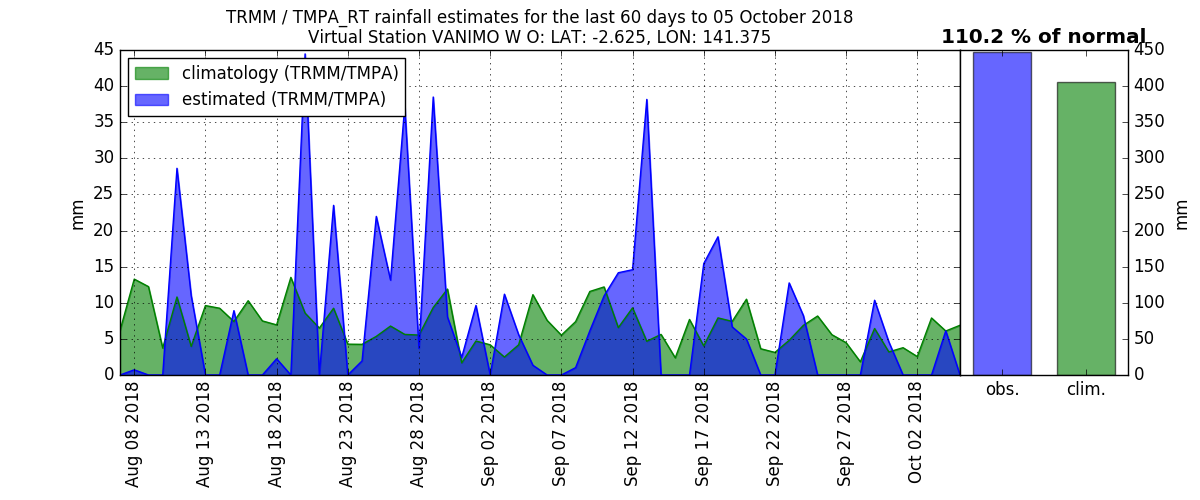 TRMM / TMPA_RT rainfall estimates for the last 60 days to 05 October 2018
Virtual Station VANIMO W O: LAT: -2.625, LON: 141.375
110.2 % of normal
climatology (TRMM/TMPA)
estimated (TRMM/TMPA)
45
40
35
30
25
20
15
10
5
0
mm
450
400
350
300
250
200
150
100
50
0
mm
Aug 08 2018
Aug 13 2018
Aug 18 2018
Aug 23 2018
Aug 28 2018
Sep 02 2018
Sep 07 2018
Sep 12 2018
Sep 17 2018
Sep 22 2018
Sep 27 2018
Oct 02 2018
obs.
clim.